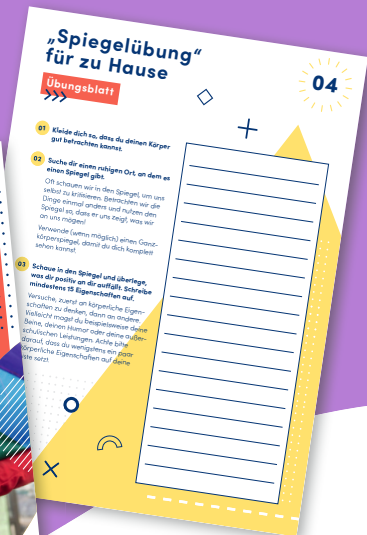 „Spiegelübung“
für zu Hause
Übungsblatt
04
01 Kleide dich so, dass du deinen Körper
gut betrachten kannst.
02 Suche dir einen ruhigen Ort, an dem es
einen Spiegel gibt.
Oft schauen wir in den Spiegel, um uns
selbst zu kritisieren. Betrachten wir die
Dinge einmal anders und nutzen den
Spiegel so, dass er uns zeigt, was wir
an uns mögen!
Verwende (wenn möglich) einen Ganz-
körperspiegel, damit du dich komplett
sehen kannst.
03 Schaue in den Spiegel und überlege,
was dir positiv an dir auffällt. Schreibe
mindestens 15 Eigenschaften auf.
Versuche, zuerst an körperliche Eigen-
schaften zu denken, dann an andere.
Vielleicht magst du beispielsweise deine
Beine, deinen Humor oder deine außer-
schulischen Leistungen. Achte bitte
darauf, dass du wenigstens ein paar
körperliche Eigenschaften auf deine
iste setzt.